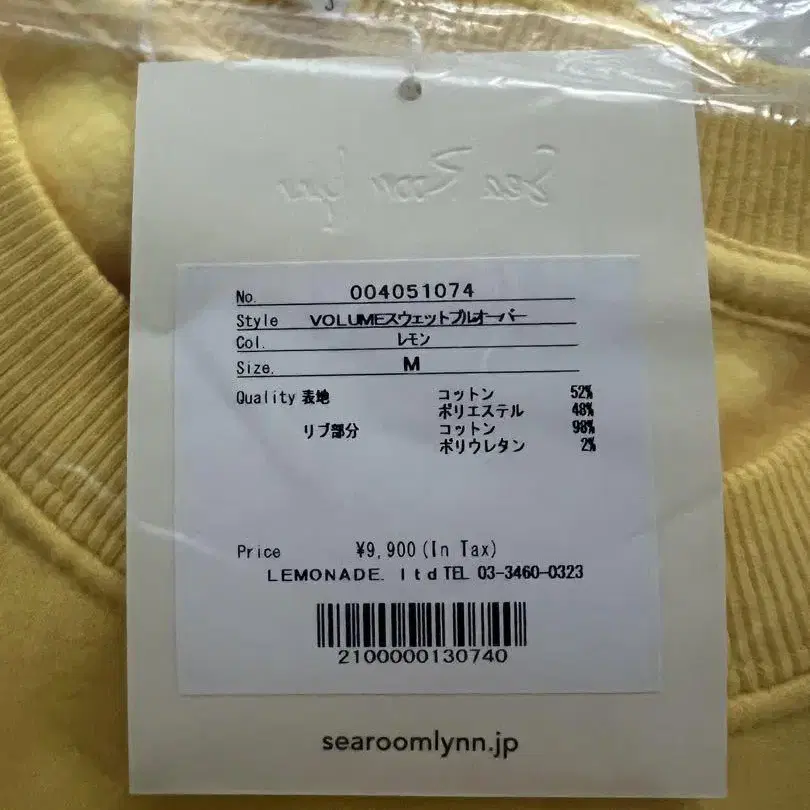 No. 004051074
Style VOLUMEスウェットプルオーバー
Col. レモン
Size. M
Quality 表地 コットン 52%
ポリエステル 48%
リブ部分 コットン 98%
ポリウレタン 2%
Price ¥9,900(In Tax)
LEMONADE. ltd TEL 03-3460-0323
2100000130740
searoomlynn.jp